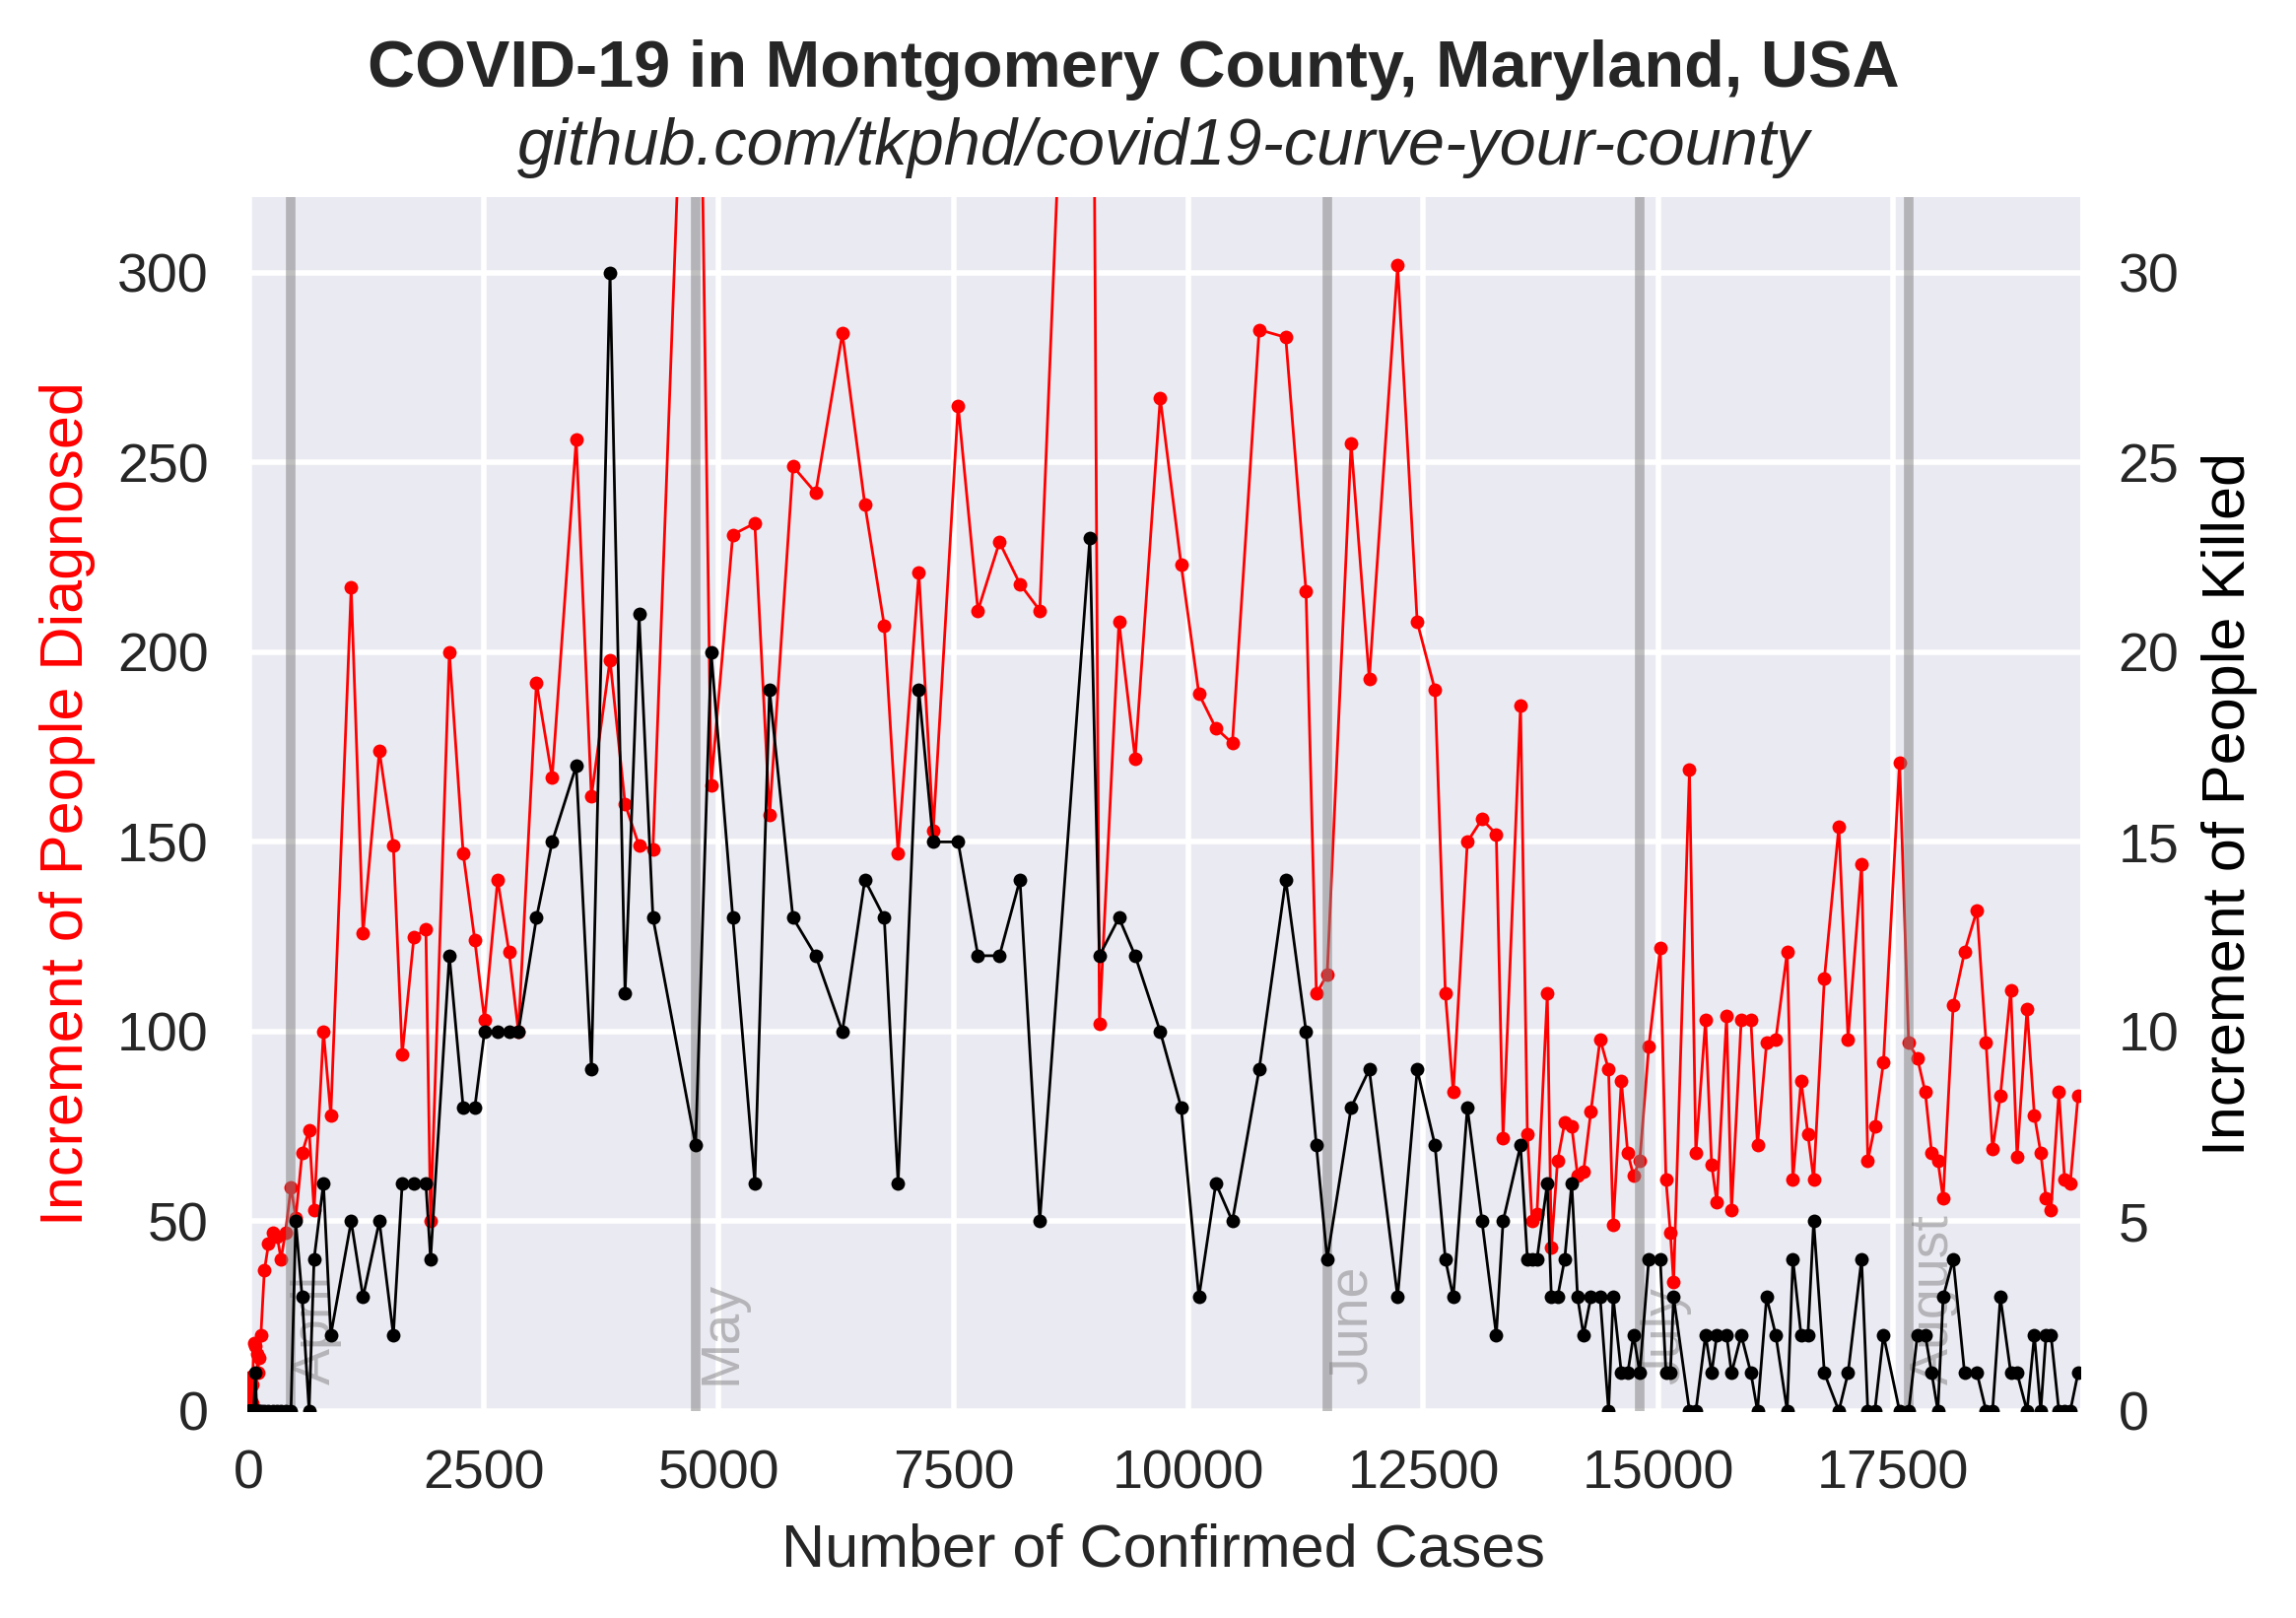 COVID-19 in Montgomery County, Maryland, USA
github.com/tkphd/covid19-curve-your-county
Increment of People Diagnosed
300
250
200
150
100
50
0
30
25
20
15
10
5
0
Increment of People Killed
April
May
June
July
August
0 2500 5000 7500 10000 12500 15000 17500
Number of Confirmed Cases